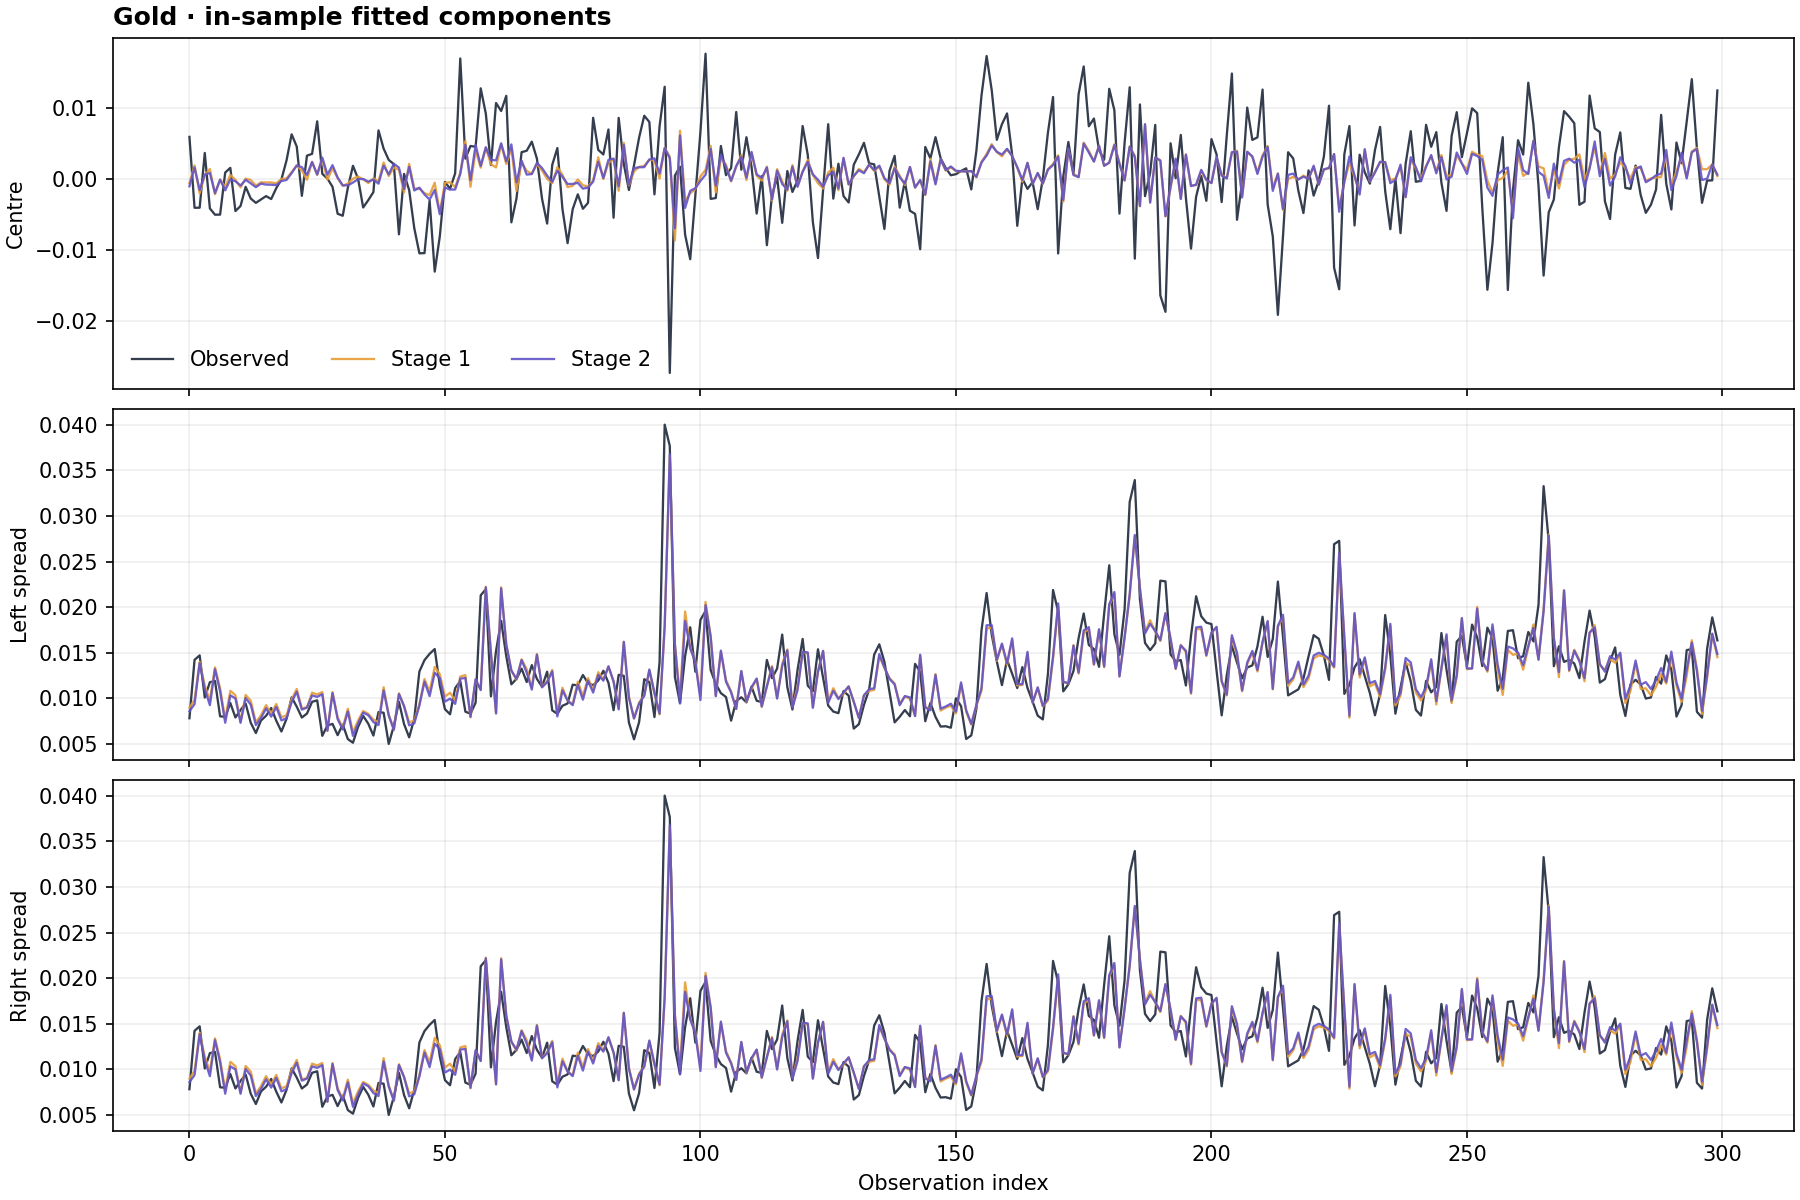 Gold · in-sample fitted components
Centre
0.01
0.00
−0.01
−0.02
Observed
Stage 1
Stage 2
Left spread
0.040
0.035
0.030
0.025
0.020
0.015
0.010
0.005
Right spread
0.040
0.035
0.030
0.025
0.020
0.015
0.010
0.005
0 50 100 150 200 250 300
Observation index